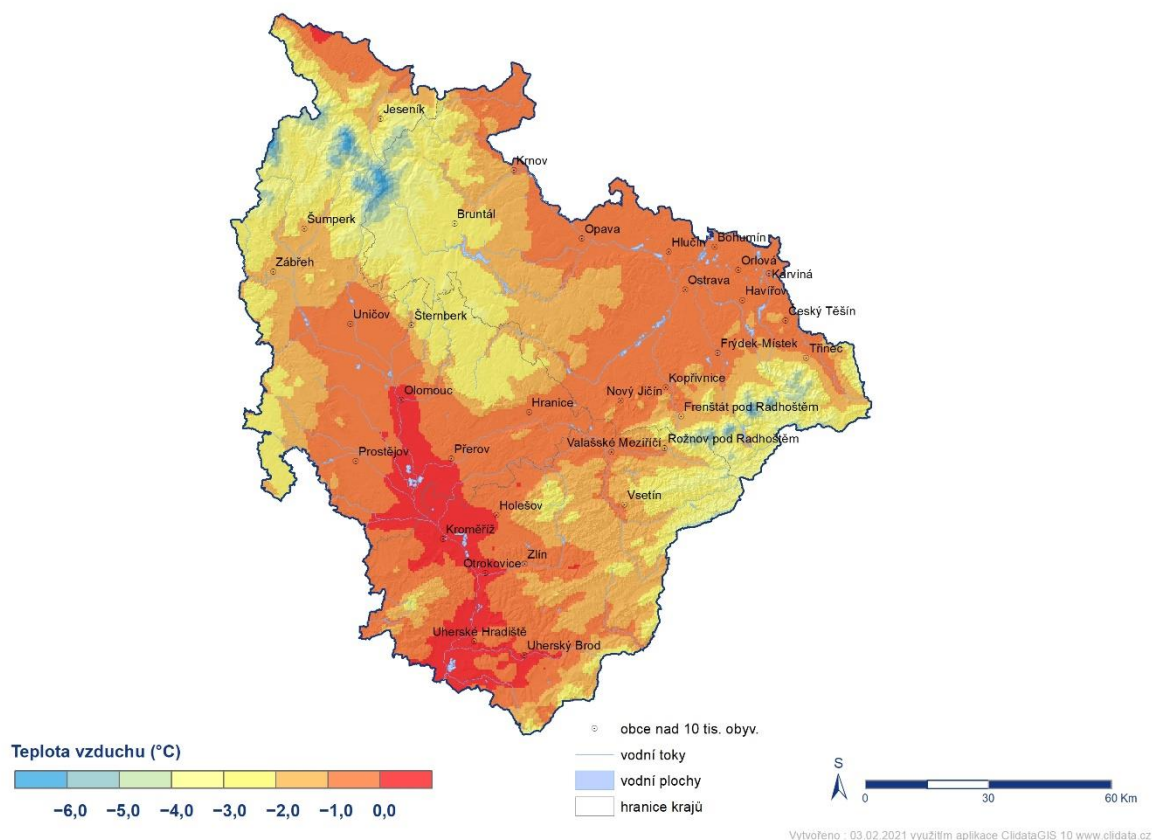 Jeseník
Krnov
Šumperk
Bruntál
Opava
Hlučín
Bohumín
Zábřeh
Orlová
Karviná
Ostrava
Havířov
Uničov
Šternberk
Český Těšín
Frýdek-Místek
Třinec
Olomouc
Nový Jičín
Kopřivnice
Hranice
Frenštát pod Radhoštěm
Prostějov
Přerov
Valašské Meziříčí
Rožnov pod Radhoštěm
Holešov
Vsetín
Kroměříž
Otrokovice
Zlín
Uherské Hradiště
Uherský Brod
Teplota vzduchu (°C)
−6,0 −5,0 −4,0 −3,0 −2,0 −1,0 0,0
obce nad 10 tis. obyv.
vodní toky
vodní plochy
hranice krajů
S
0 30 60 Km
Vytvořeno : 03.02.2021 využitím aplikace ClidataGIS 10 www.clidata.cz